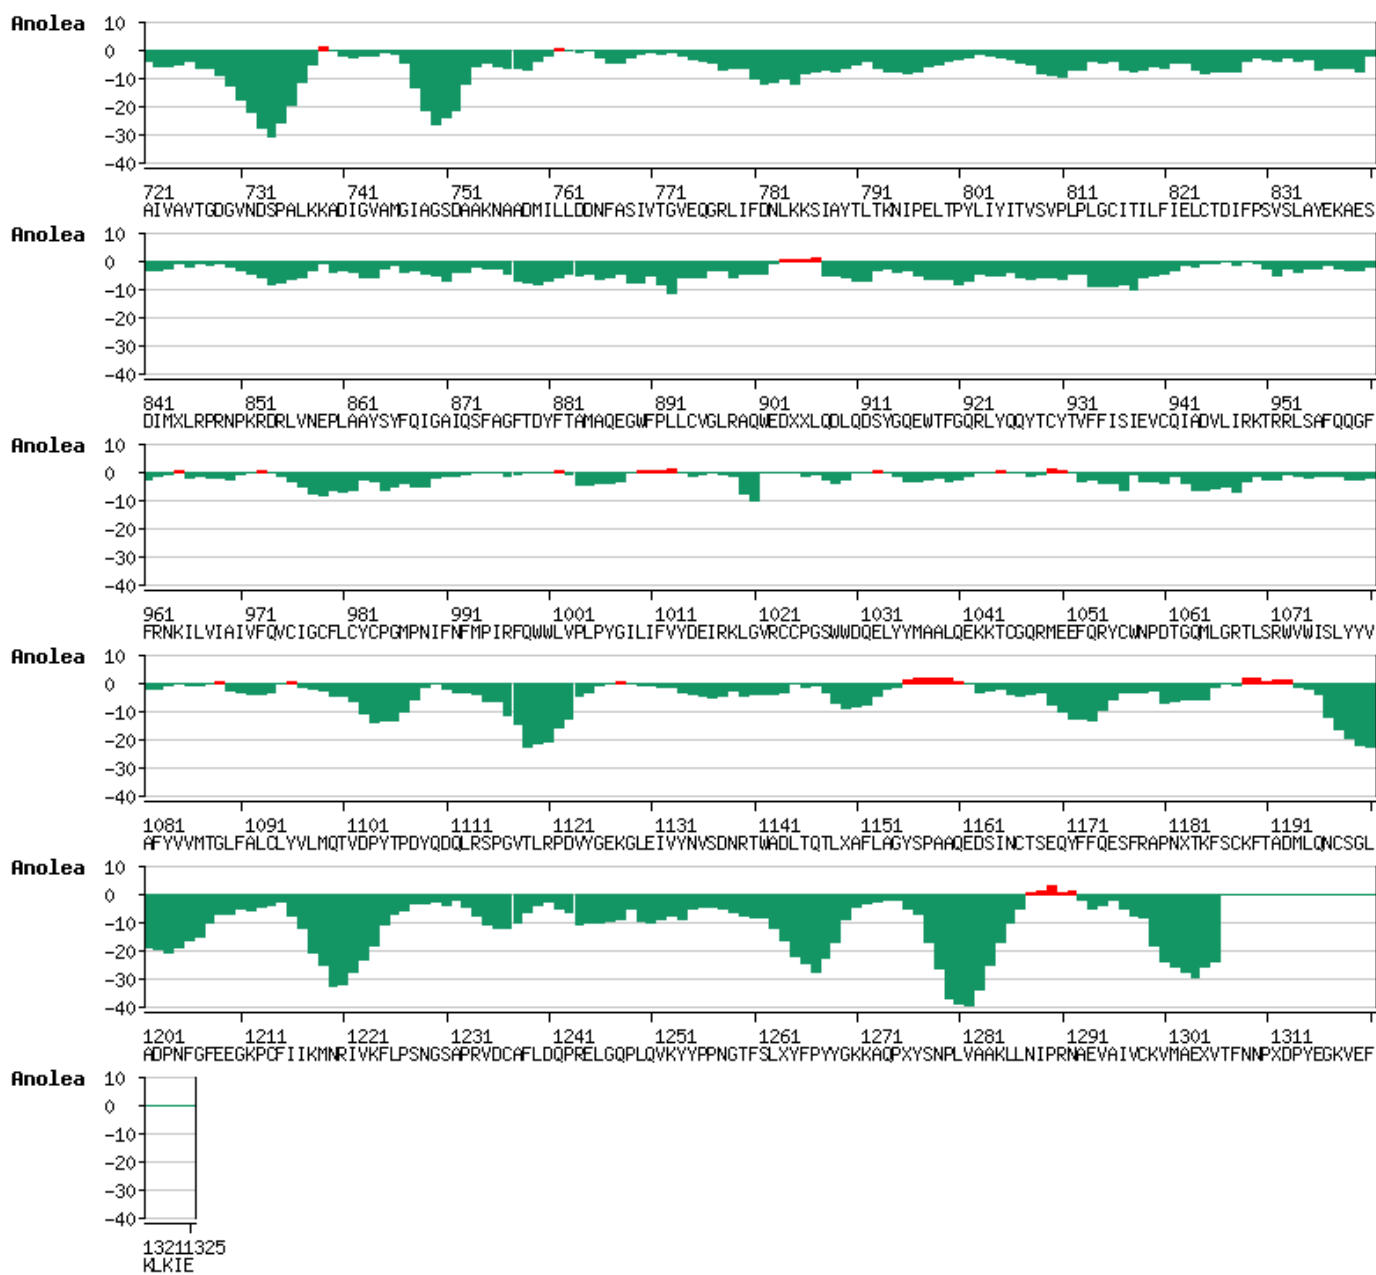 Anolea 10
0
-10
-20
-30
-40
721 731 741 751 761 771 781 791 801 811 821 831
AIVAVTGDGVNDSPALKKADIGVAMGIAGSDAAKNAADMILLDDNFASIVTGVEQGRLIFDNLKKSIAYTLTKNIPELTPYLIYITVSVPLPLGCITILFIELCTDIFPSVSLAYEKAES
10
0
-10
-20
-30
-40
841 851 861 871 881 891 901 911 921 931 941 951
DIMXLRPRNPKRDRLVNEPLAAYSYFQIGAIQSFAGFTDYFTAMAQEGWFPLLCVGLRAQWEDXXLQDLQDSYGQEWTFGQRLYQQYTCYTVFFISIEVCQIADVLIRKTRRLSAFQQGF
Anolea 10
0
-10
-20
-30
-40
961 971 981 991 1001 1011 1021 1031 1041 1051 1061 1071
FRNKILVIAIVFQVCIGCFLCYCPGMPNIFNFMPIRFQWWLVPLPYGILIFVYDEIRKLGVRCCPGSWWDQELYYMAALQEKKTCGQRMEEFQRYCWNPDTGQMLGRTLSRWVWISLYYV
Anolea 10
0
-10
-20
-30
-40
1081 1091 1101 1111 1121 1131 1141 1151 1161 1171 1181 1191
AFYVVMTGLFALCLYVLMQTVDPYTPDYQDQLRSPGVTLRPDVYGEKGLEIVYNVSDNRTWADLTQTLXAFLAGYSPAAQEDSINCTSEQYFFQESFRAPNXTKFSCKFTADMLQNCSGL
Anolea 10
0
-10
-20
-30
-40
1201 1211 1221 1231 1241 1251 1261 1271 1281 1291 1301 1311
ADPNFGFEEGKPCFIIKMNRIVKFLPSNGSAPRVDCAFLDQPRELGQPLQVKYYPPNGTFSLXYFPYYGKKAQPXYSNPLVAAKLLNIPRNAEVAIVCKVMAEXVTFNNPXDPYEGKVEF
Anolea 10
0
-10
-20
-30
-40
13211325
KLKIE